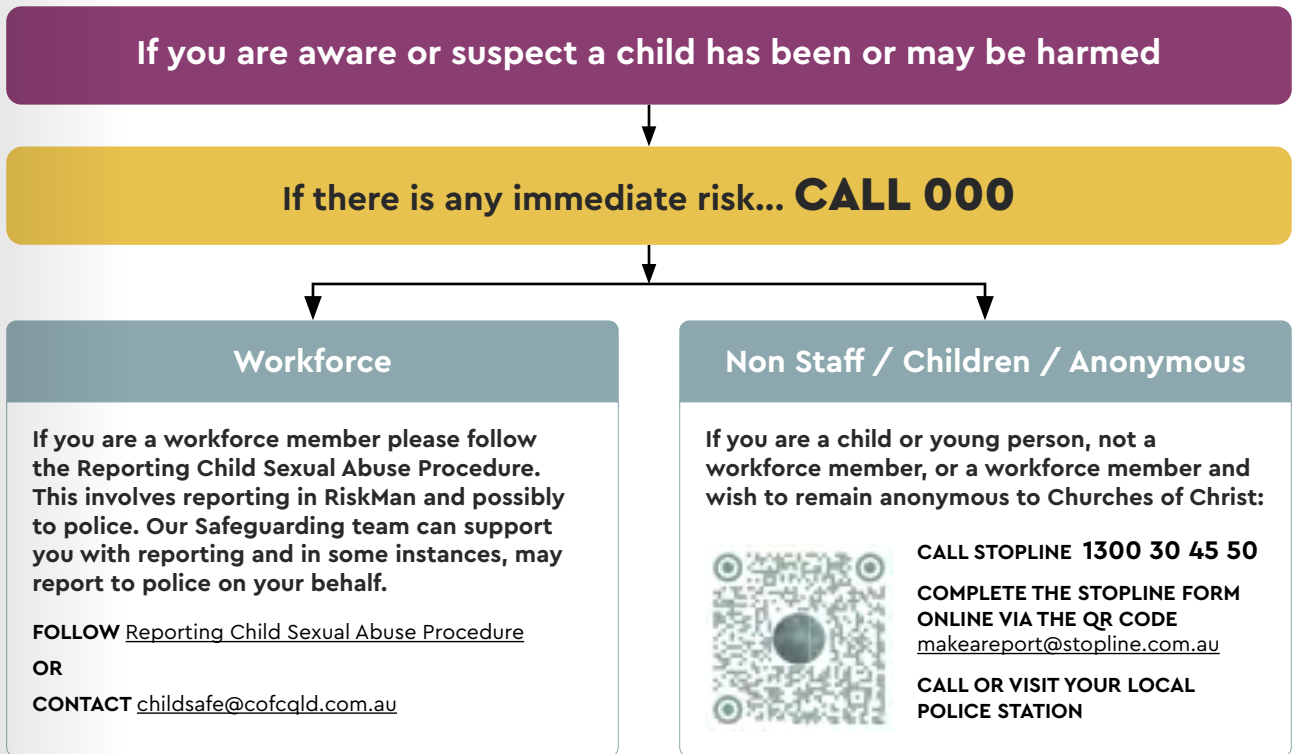 If you are aware or suspect a child has been or may be harmed
If there is any immediate risk... CALL 000
Workforce
If you are a workforce member please follow
the Reporting Child Sexual Abuse Procedure.
This involves reporting in RiskMan and possibly
to police. Our Safeguarding team can support
you with reporting and in some instances, may
report to police on your behalf.
FOLLOW Reporting Child Sexual Abuse Procedure
OR
CONTACT childsafe@cofcqld.com.au
Non Staff / Children / Anonymous
If you are a child or young person, not a
workforce member, or a workforce member and
wish to remain anonymous to Churches of Christ:
CALL STOPLINE 1300 30 45 50
COMPLETE THE STOPLINE FORM
ONLINE VIA THE QR CODE
makeareport@stopline.com.au
CALL OR VISIT YOUR LOCAL
POLICE STATION